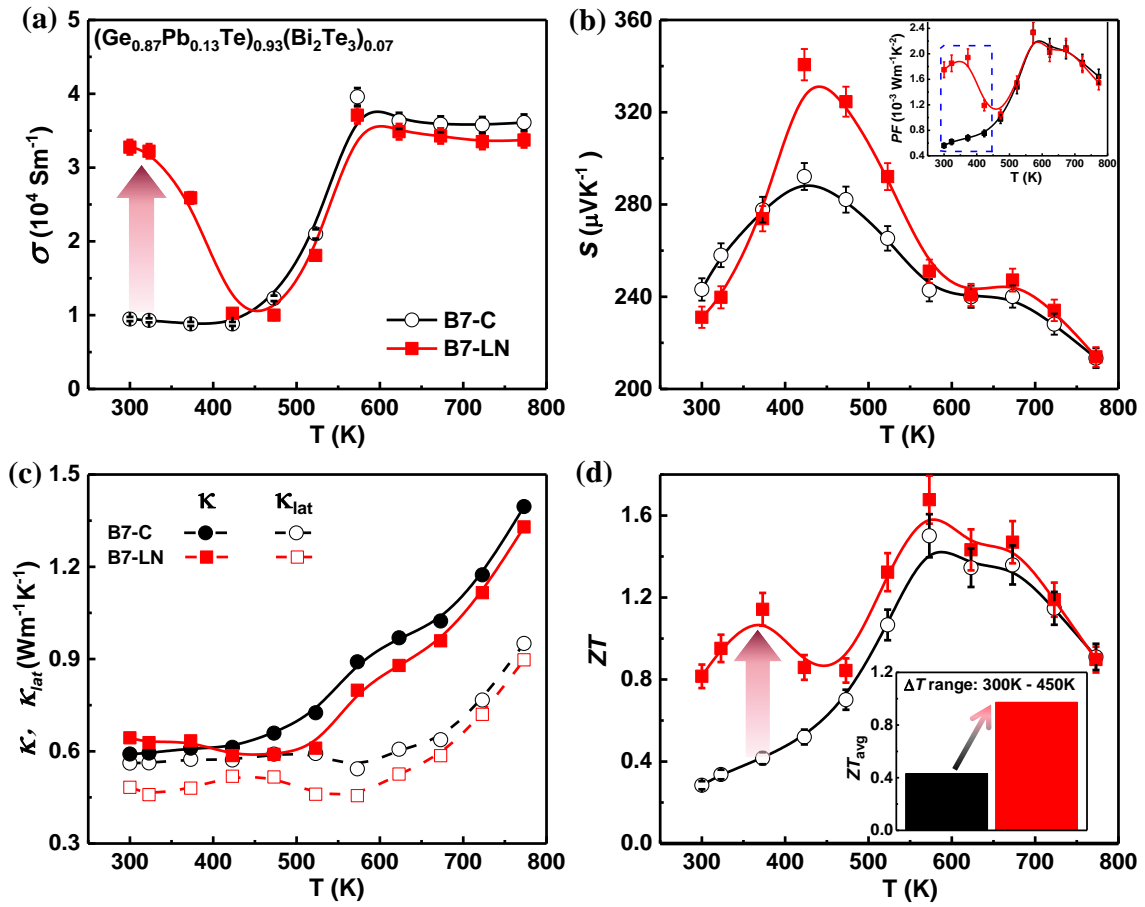 (a)
(Ge0.87Pb0.13Te)0.93(Bi2Te3)0.07
σ (10^4 Sm^-1)
5
4
3
2
1
0
B7-C
B7-LN
300 400 500 600 700 800
T (K)
(b)
S (μVK^-1)
360
320
280
240
200
PF (10^-3 Wm^-1K^-2)
2.4
1.8
1.2
0.6
0.0
300 400 500 600 700 800
T (K)
300 400 500 600 700 800
T (K)
(c)
κ, κlat (Wm^-1K^-1)
1.5
1.2
0.9
0.6
0.3
κ κlat
B7-C
B7-LN
300 400 500 600 700 800
T (K)
(d)
ZT
1.6
1.2
0.8
0.4
0.0
ΔT range: 300K - 450K
ZTavg
1.2
0.8
0.4
0.0
300 400 500 600 700 800
T (K)